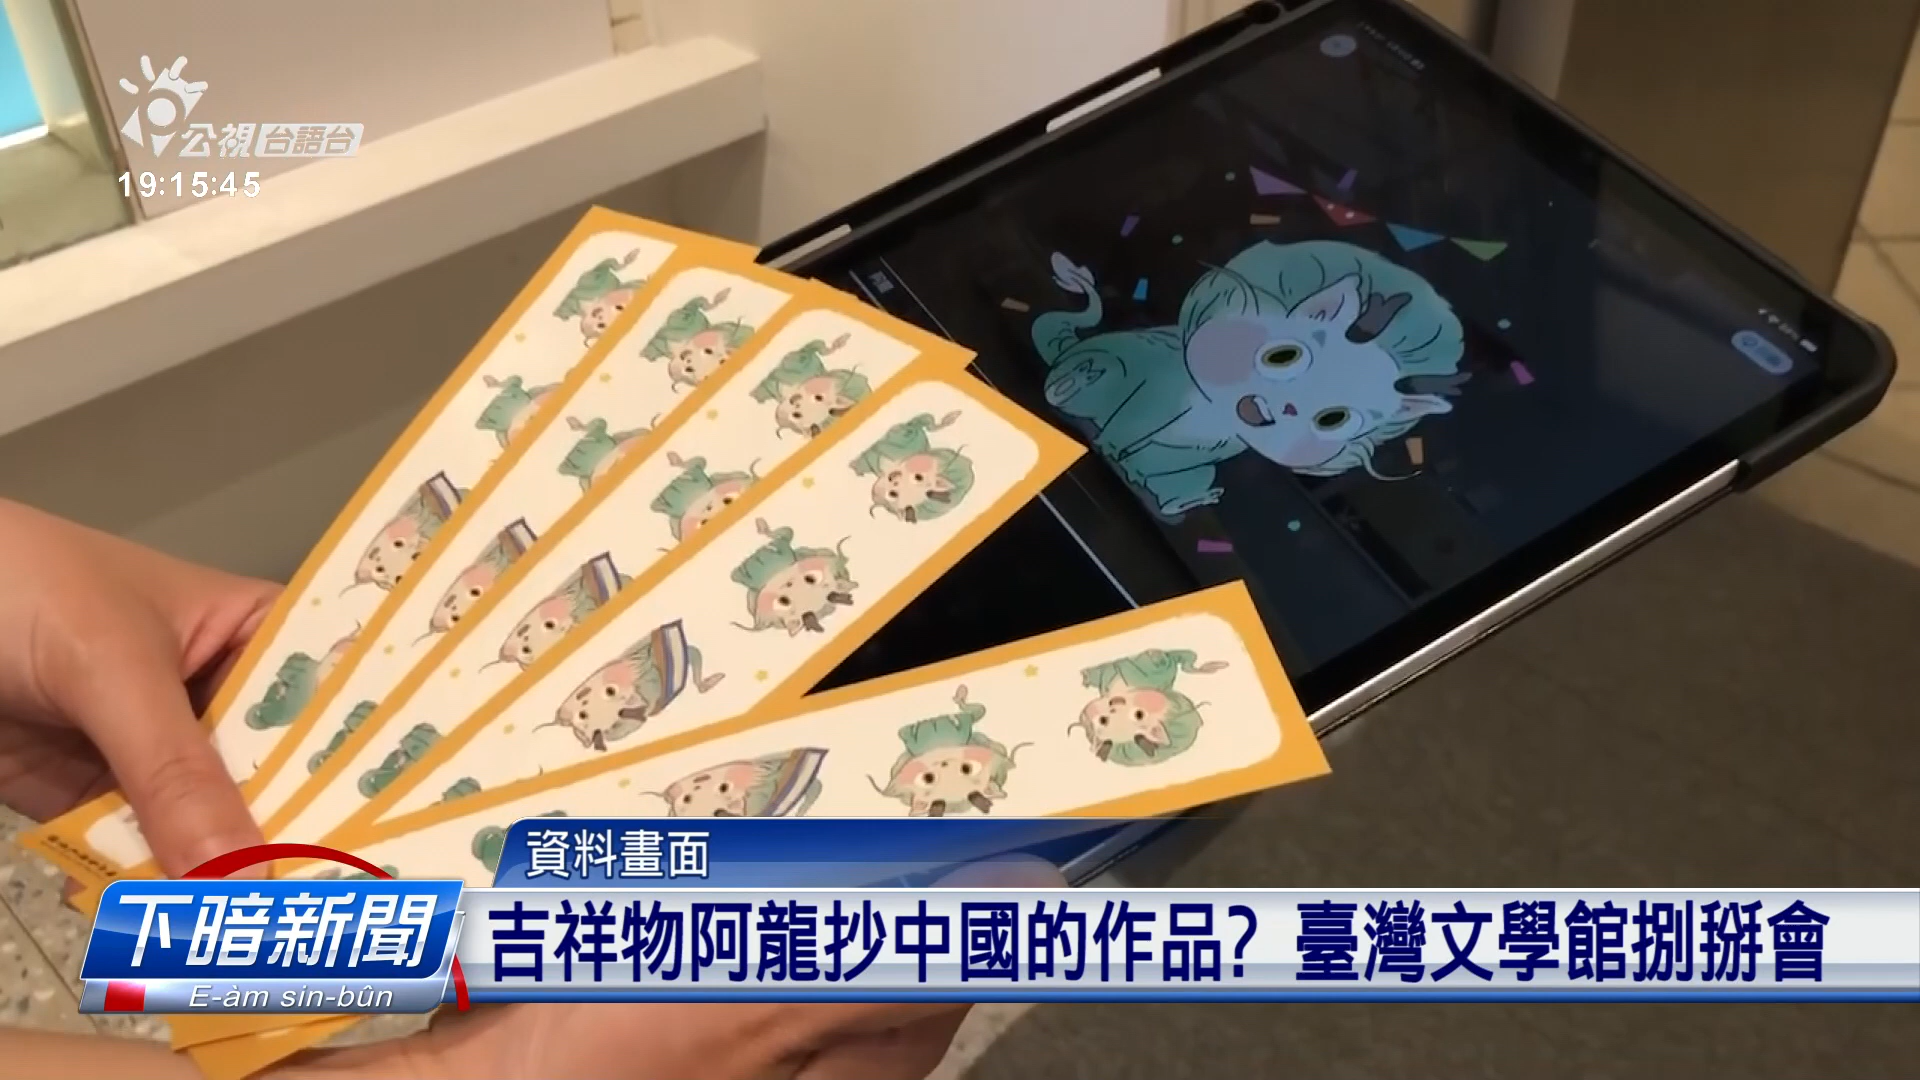 公視台語台
19:15:45
資料畫面
下暗新聞
E-àm sin-bûn
吉祥物阿龍抄中國的作品? 臺灣文學館捌掰會